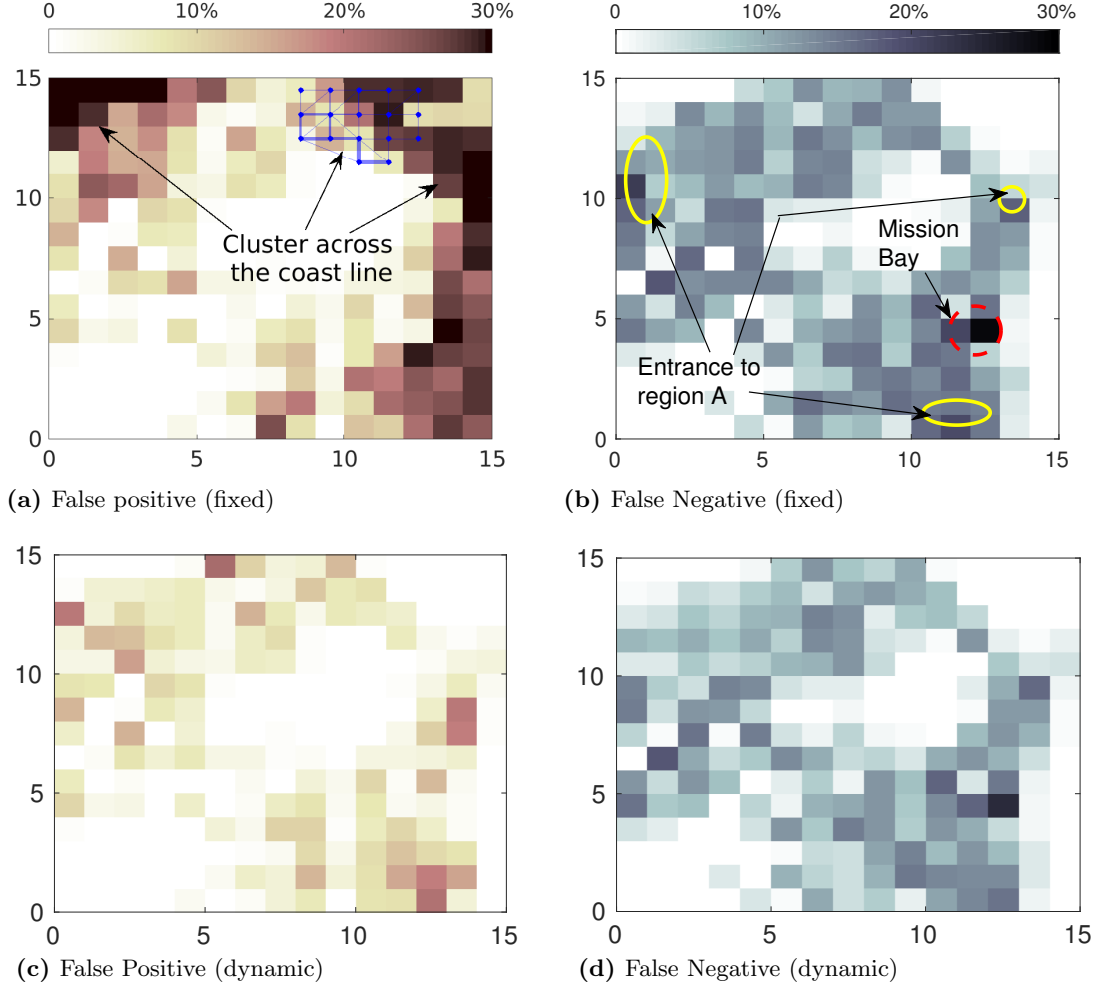 0 10% 20% 30%
0 10% 20% 30%
15
10
5
0
0 5 10 15
Cluster across
the coast line
(a) False positive (fixed)
15
10
5
0
0 5 10 15
Mission
Bay
Entrance to
region A
(b) False Negative (fixed)
15
10
5
0
0 5 10 15
(c) False Positive (dynamic)
15
10
5
0
0 5 10 15
(d) False Negative (dynamic)